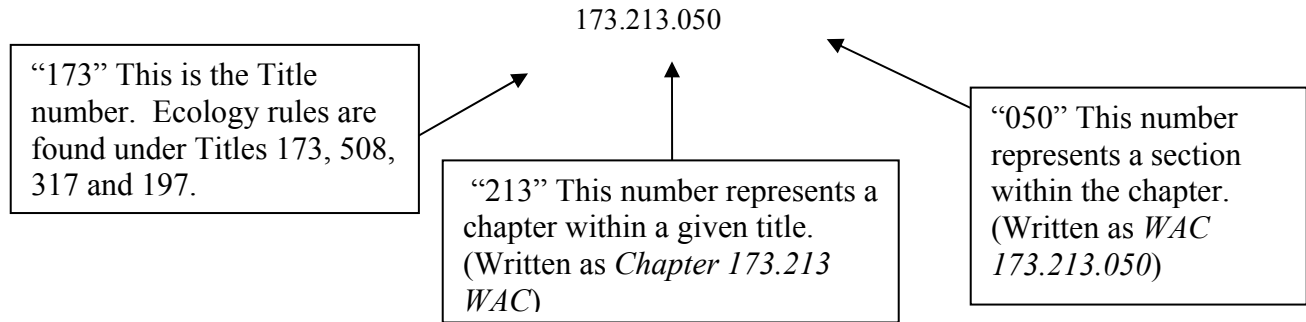 173.213.050
“173” This is the Title
number.  Ecology rules are
found under Titles 173, 508,
317 and 197.
“213” This number represents a
chapter within a given title.
(Written as Chapter 173.213
WAC)
“050” This number
represents a section
within the chapter.
(Written as WAC
173.213.050)